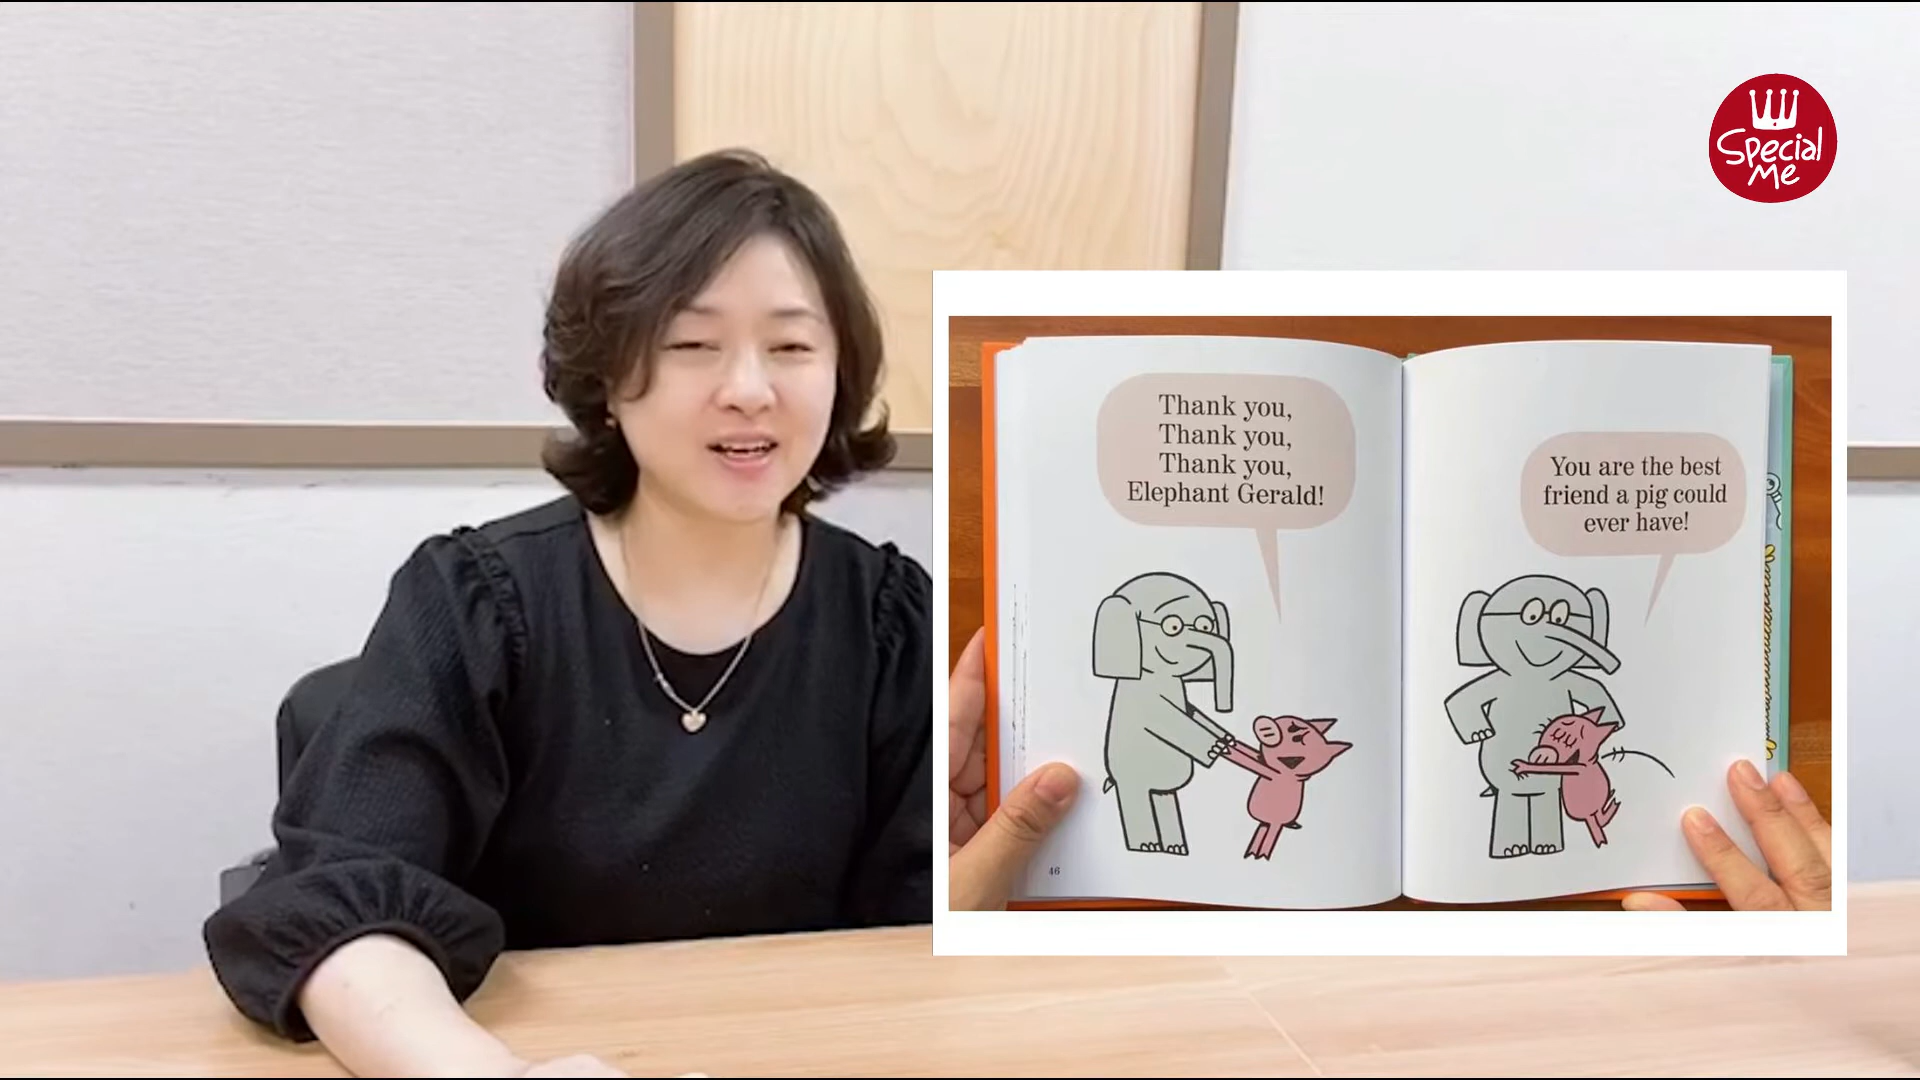 Special
Me
Thank you,
Thank you,
Thank you,
Elephant Gerald!
You are the best
friend a pig could
ever have!
46